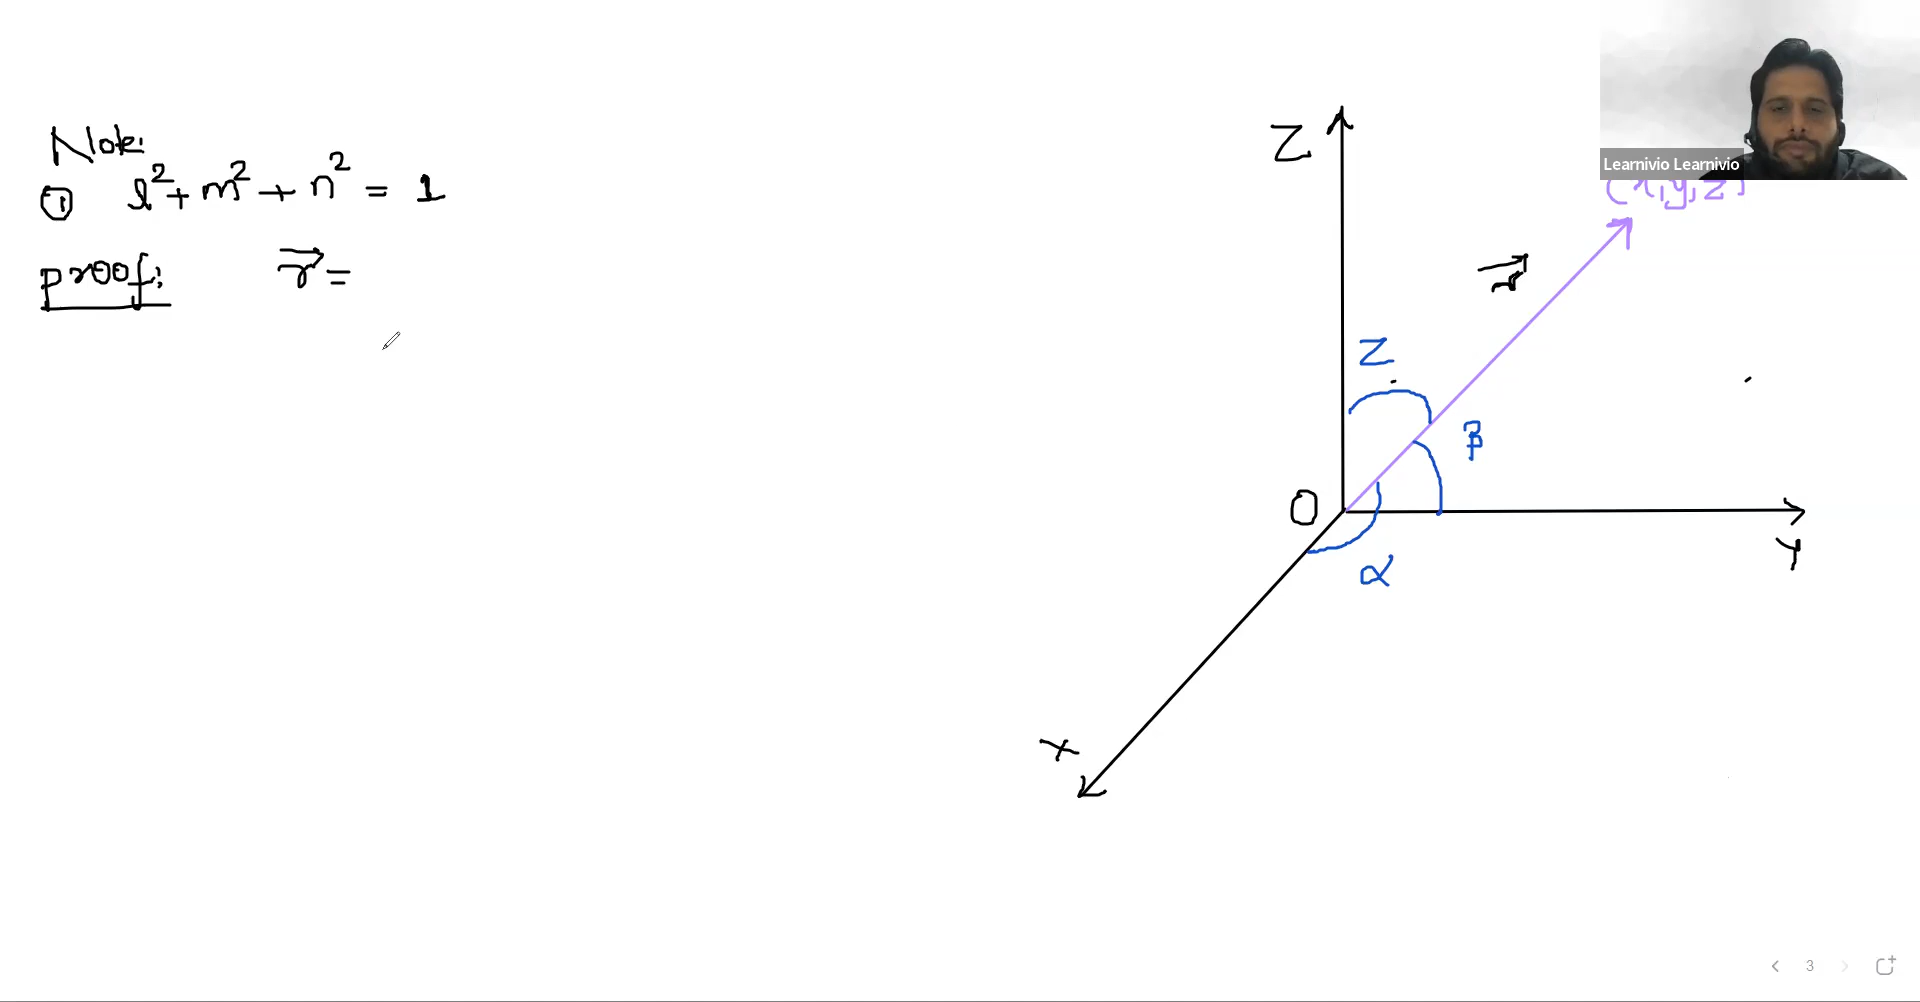 Note:
① l² + m² + n² = 1
proof:
r⃗ =
Z
Learnivio Learnivio
(x, y, z)
r⃗
Z
β
O
Y
α
X
3